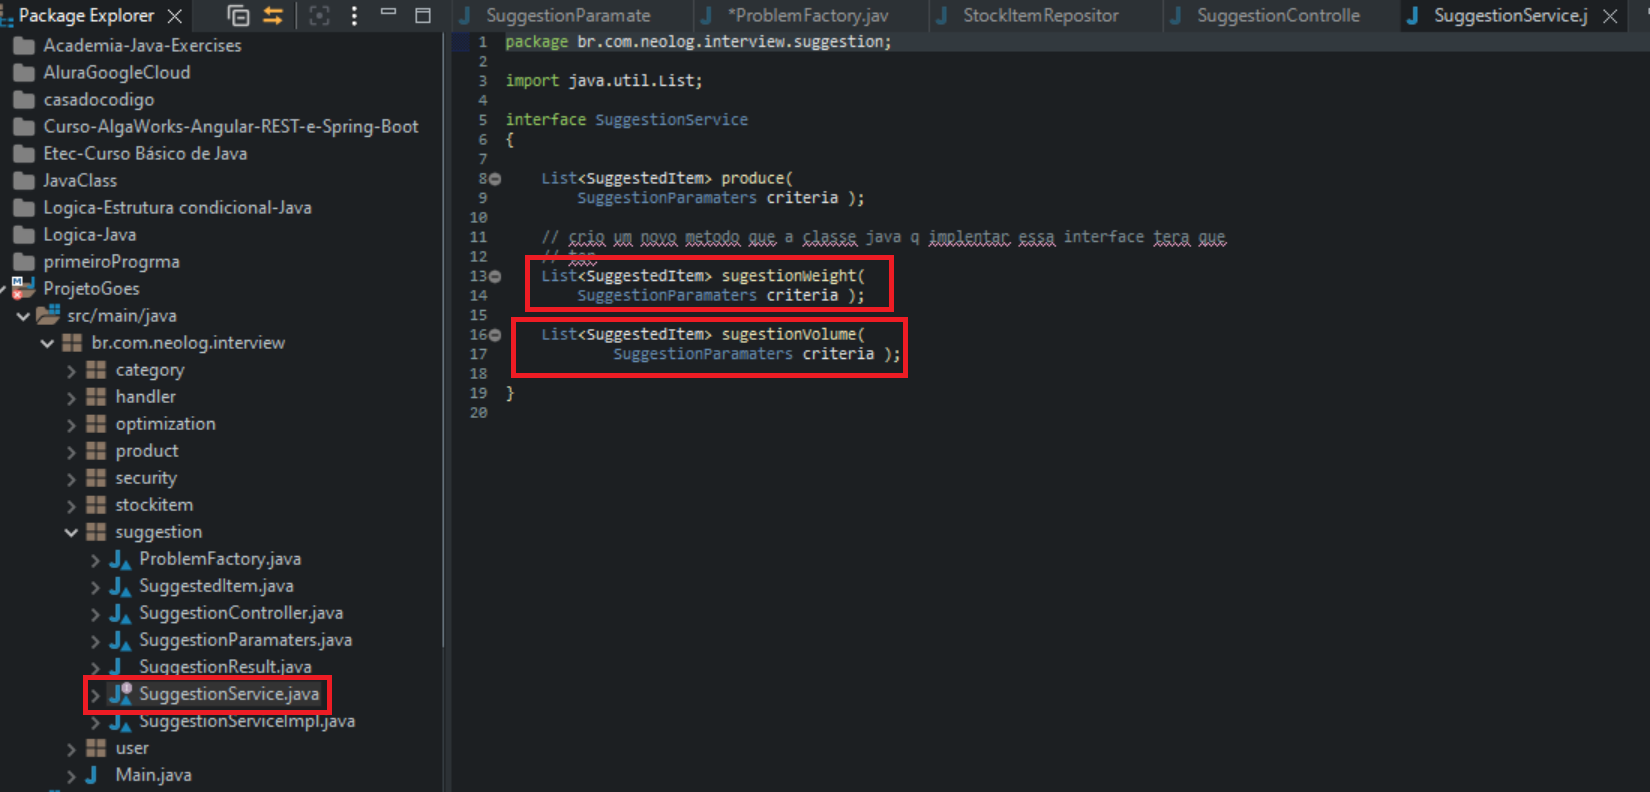 Package Explorer
Academia-Java-Exercises
AluraGoogleCloud
casadocodigo
Curso-AlgaWorks-Angular-REST-e-Spring-Boot
Etec-Curso Básico de Java
JavaClass
Logica-Estrutura condicional-Java
Logica-Java
primeiroProgrma
ProjetoGoes
src/main/java
br.com.neolog.interview
category
handler
optimization
product
security
stockitem
suggestion
ProblemFactory.java
SuggestedItem.java
SuggestionController.java
SuggestionParamaters.java
SuggestionResult.java
SuggestionService.java
SuggestionServiceImpl.java
user
Main.java
SuggestionParamate *ProblemFactory.jav StockItemRepositor SuggestionControlle SuggestionService.j
1 package br.com.neolog.interview.suggestion;
2
3 import java.util.List;
4
5 interface SuggestionService
6 {
7
8 List<SuggestedItem> produce(
9 SuggestionParamaters criteria );
10
11 // crio um novo metodo que a classe java q implentar essa interface tera que
12 // ter
13 List<SuggestedItem> sugestionWeight(
14 SuggestionParamaters criteria );
15
16 List<SuggestedItem> sugestionVolume(
17 SuggestionParamaters criteria );
18
19 }
20